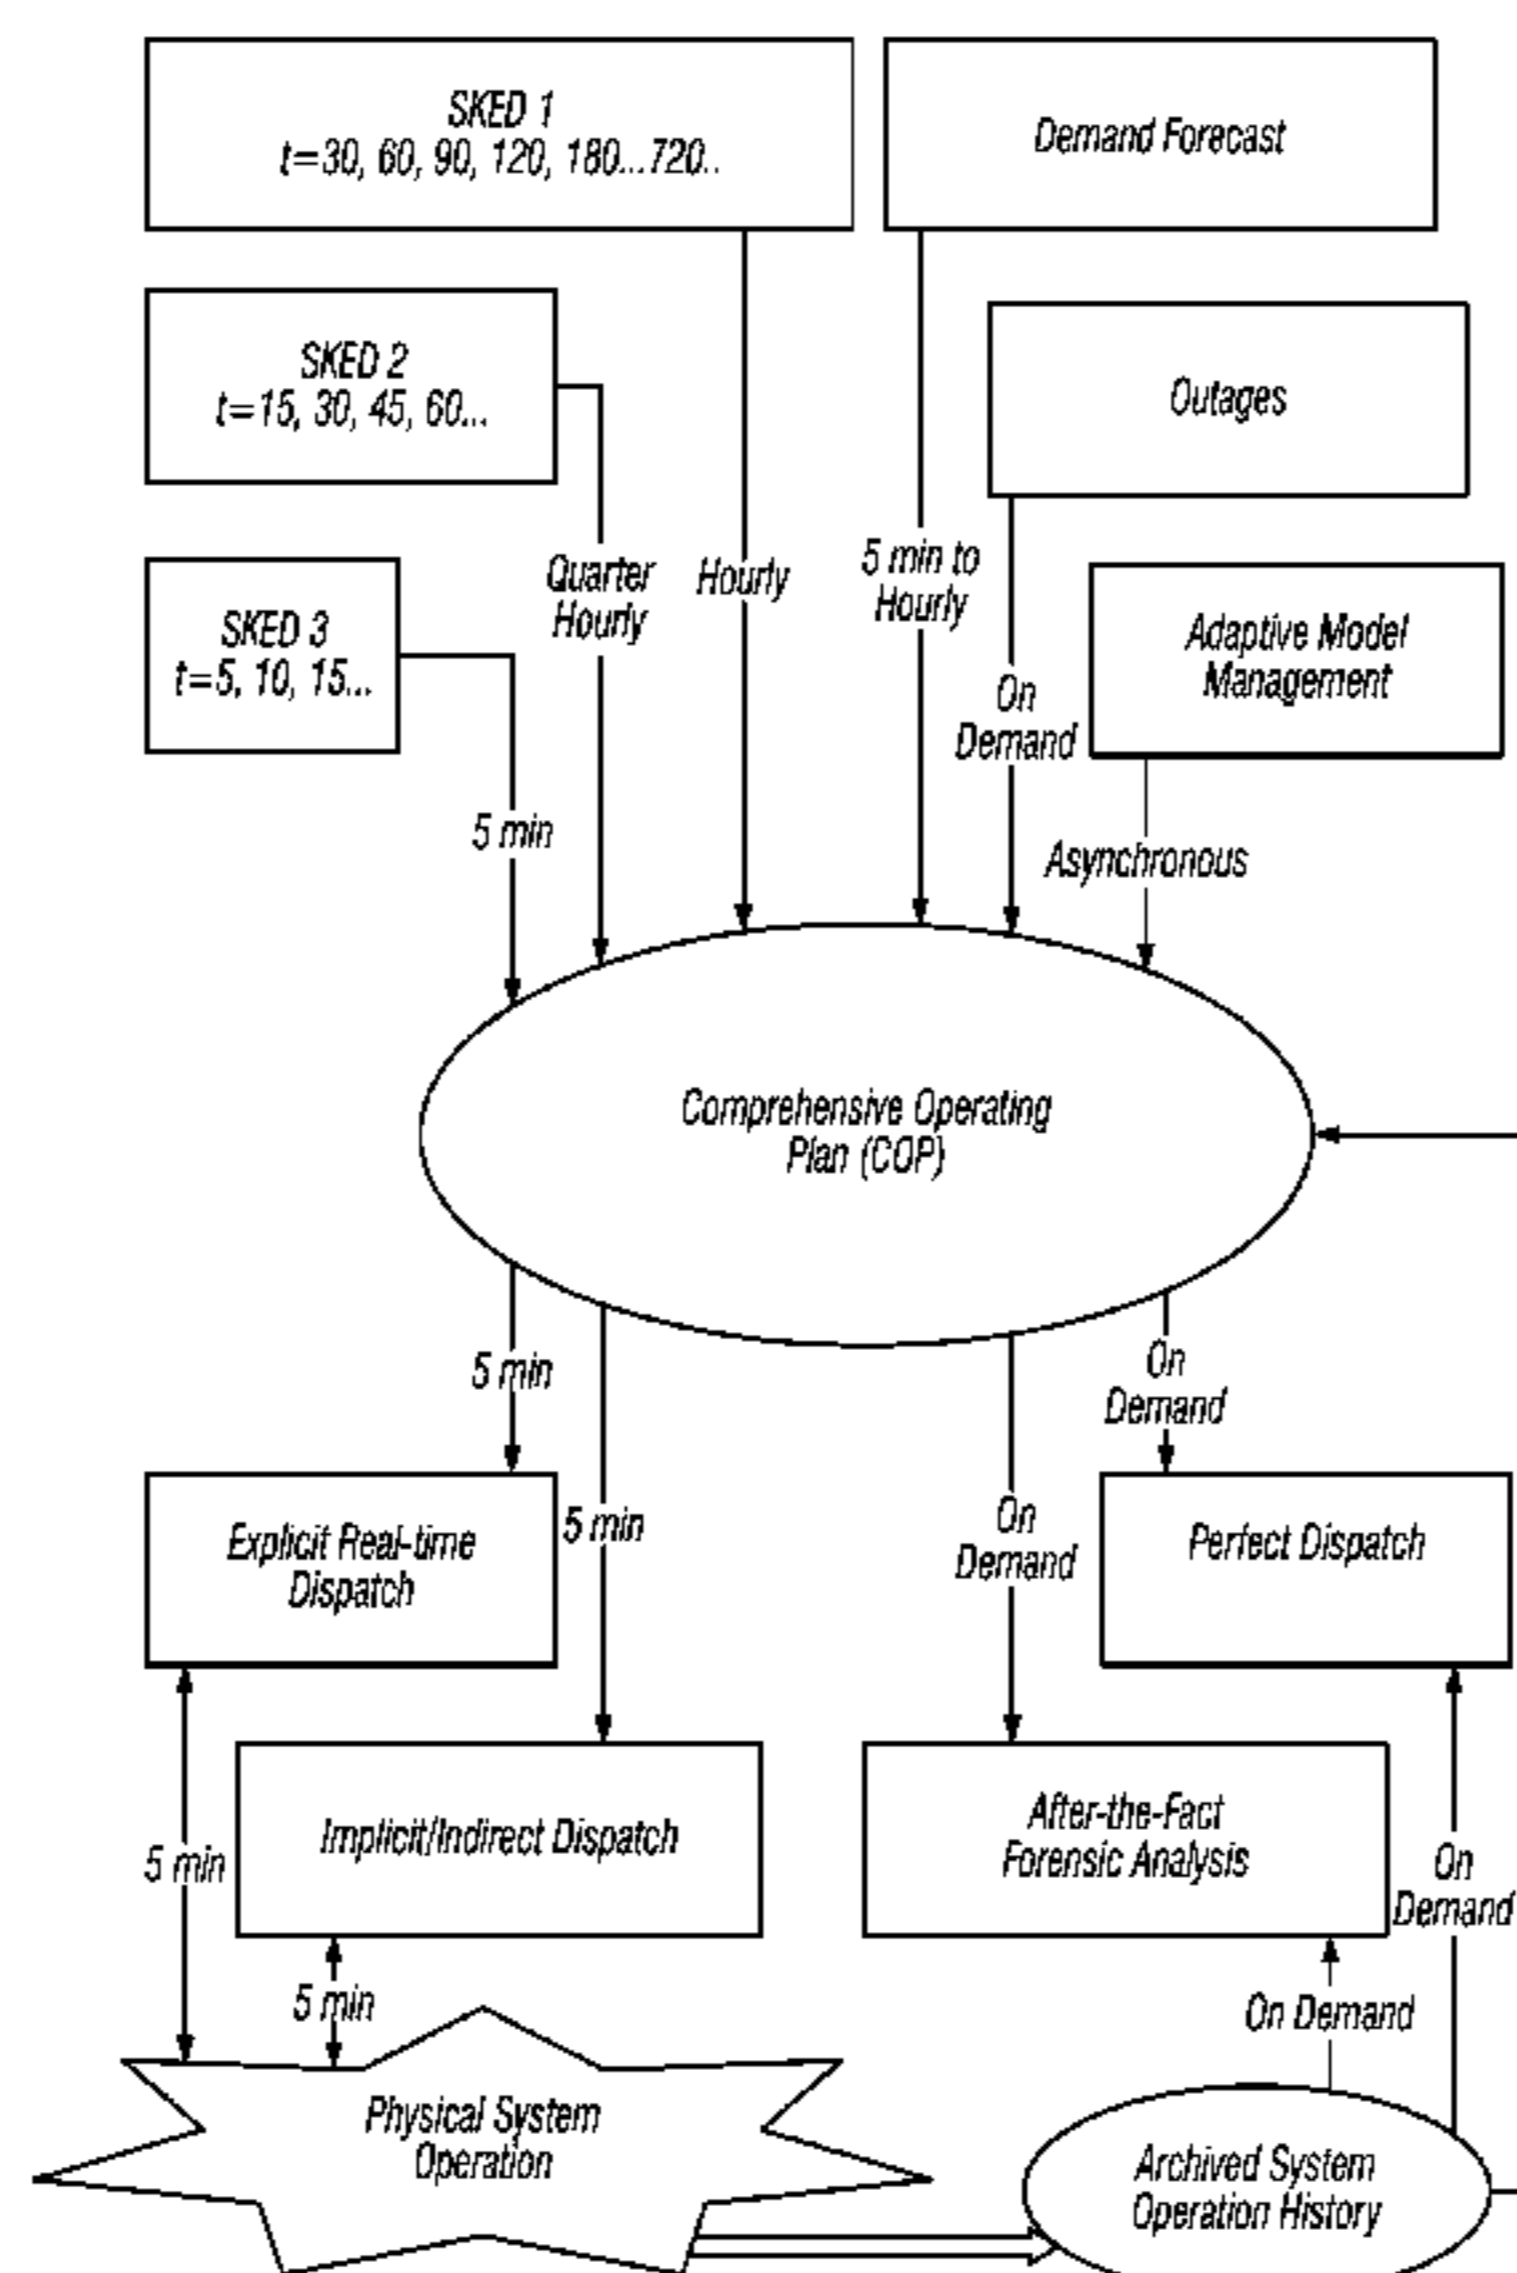 SKED 1
t=30, 60, 90, 120, 180...720..
Demand Forecast
SKED 2
t=15, 30, 45, 60...
Outages
SKED 3
t=5, 10, 15...
Quarter
Hourly
Hourly
5 min to
Hourly
On
Demand
Adaptive Model
Management
5 min
Asynchronous
Comprehensive Operating
Plan (COP)
5 min
On
Demand
Explicit Real-time
Dispatch
5 min
On
Demand
Perfect Dispatch
Implicit/Indirect Dispatch
After-the-Fact
Forensic Analysis
5 min
On
Demand
5 min
On Demand
Physical System
Operation
Archived System
Operation History